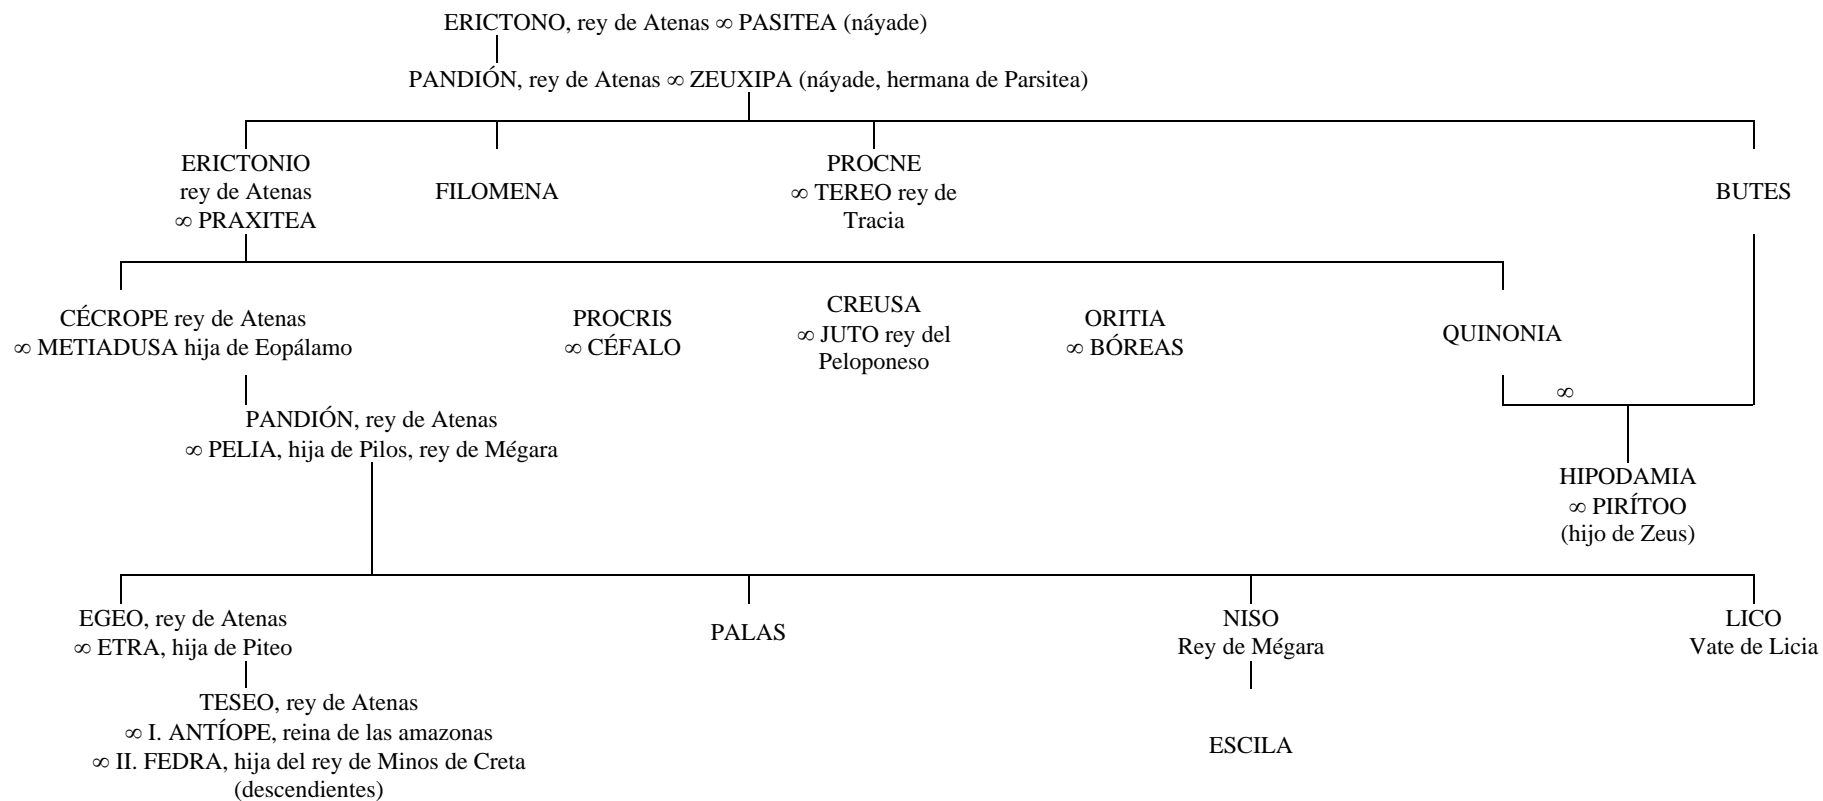 ERICTONO, rey de Atenas ∞ PASITEA (náyade)
PANDIÓN, rey de Atenas ∞ ZEUXIPA (náyade, hermana de Parsitea)
ERICTONIO
rey de Atenas
∞ PRAXITEA
FILOMENA
PROCNE
∞ TEREO rey de
Tracia
BUTES
CÉCROPE rey de Atenas
∞ METIADUSA hija de Eopálamo
PROCRIS
∞ CÉFALO
CREUSA
∞ JUTO rey del
Peloponeso
ORITIA
∞ BÓREAS
QUINONIA
∞
PANDIÓN, rey de Atenas
∞ PELIA, hija de Pilos, rey de Mégara
HIPODAMIA
∞ PIRÍTOO
(hijo de Zeus)
EGEO, rey de Atenas
∞ ETRA, hija de Piteo
PALAS
NISO
Rey de Mégara
LICO
Vate de Licia
TESEO, rey de Atenas
∞ I. ANTÍOPE, reina de las amazonas
∞ II. FEDRA, hija del rey de Minos de Creta
(descendientes)
ESCILA